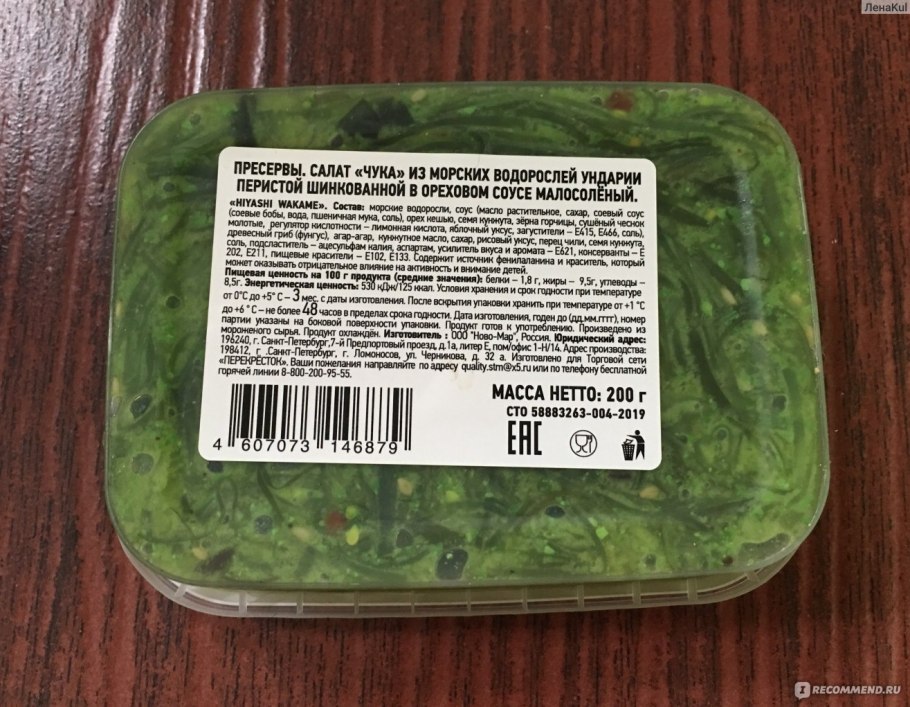 ЛенаKul
ПРЕСЕРВЫ. САЛАТ «ЧУКА» ИЗ МОРСКИХ ВОДОРОСЛЕЙ УНДАРИИ
ПЕРИСТОЙ ШИНКОВАННОЙ В ОРЕХОВОМ СОУСЕ МАЛОСОЛЁНЫЙ.
«HIYASHI WAKAME». Состав: морские водоросли, соус (масло растительное, сахар, соевый соус
(соевые бобы, вода, пшеничная мука, соль), орех кешью, семя кунжута, зёрна горчицы, сушёный чеснок
молотые, регулятор кислотности – лимонная кислота, яблочный уксус, загустители – Е415, Е466, соль),
древесный гриб (фунгус), агар-агар, кунжутное масло, сахар, рисовый уксус, перец чили, семя кунжута,
соль, подсластитель – ацесульфам калия, аспартам, усилитель вкуса и аромата – Е621, консерванты – Е
202, Е211, пищевые красители – Е102, Е133. Содержит источник фенилаланина и краситель, который
может оказывать отрицательное влияние на активность и внимание детей.
Пищевая ценность на 100 г продукта (средние значения): белки – 1,8 г, жиры – 9,5г, углеводы –
8,5г. Энергетическая ценность: 530 кДж/125 ккал. Условия хранения и срок годности при температуре
от 0°С до +5° С – 3 мес. с даты изготовления. После вскрытия упаковки хранить при температуре от +1 °С
до +6 °С – не более 48 часов в пределах срока годности. Дата изготовления, годен до (дд.мм.гггг), номер
партии указаны на боковой поверхности упаковки. Продукт готов к употреблению. Произведено из
мороженого сырья. Продукт охлаждён. Изготовитель : ООО "Ново-Мар", Россия. Юридический адрес:
196240, г. Санкт-Петербург,7-й Предпортовый проезд, д.1а, литер Е, пом/офис 1-Н/14. Адрес производства:
198412, г .Санкт-Петербург, г. Ломоносов, ул. Черникова, д. 32 а. Изготовлено для Торговой сети
«ПЕРЕКРЁСТОК». Ваши пожелания направляйте по адресу quality.stm@x5.ru или по телефону бесплатной
горячей линии 8-800-200-95-55.
МАССА НЕТТО: 200 г
СТО 58883263-004-2019
4 607073 146879
ЕАС
IRECOMMEND.RU